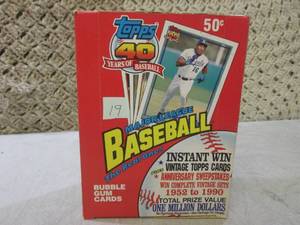 Topps
50¢
40
YEARS OF BASEBALL
19
MAJOR LEAGUE
BASEBALL
THE REAL ONE!
BUBBLE
GUM
CARDS
INSTANT WIN
VINTAGE TOPPS CARDS
ANNIVERSARY SWEEPSTAKES
WIN COMPLETE VINTAGE SETS
1952 to 1990
TOTAL PRIZE VALUE
ONE MILLION DOLLARS